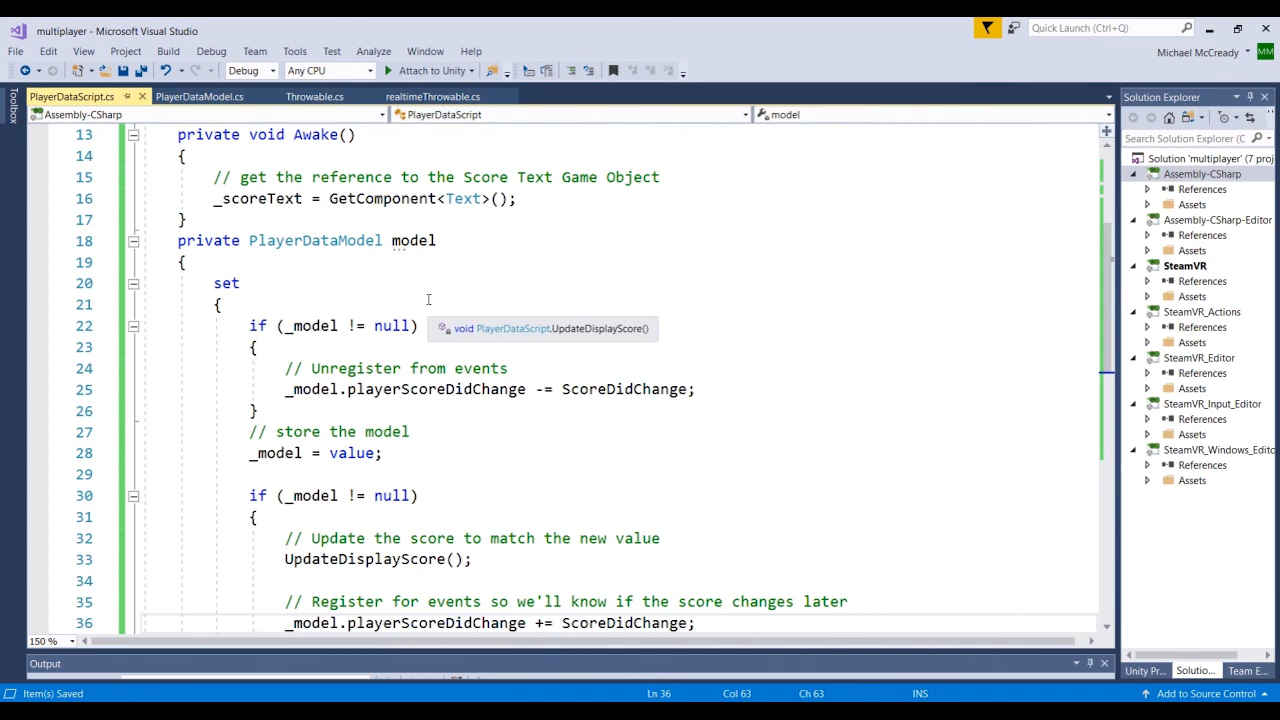 multiplayer - Microsoft Visual Studio
Quick Launch (Ctrl+Q)
File Edit View Project Build Debug Team Tools Test Analyze Window Help
Michael McCready MM
Debug Any CPU Attach to Unity
PlayerDataScript.cs PlayerDataModel.cs Throwable.cs realtimeThrowable.cs
Assembly-CSharp PlayerDataScript model
Toolbox
13 private void Awake()
14 {
15 // get the reference to the Score Text Game Object
16 _scoreText = GetComponent<Text>();
17 }
18 private PlayerDataModel model
19 {
20 set
21 {
22 if (_model != null)
void PlayerDataScript.UpdateDisplayScore()
23 {
24 // Unregister from events
25 _model.playerScoreDidChange -= ScoreDidChange;
26 }
27 // store the model
28 _model = value;
29
30 if (_model != null)
31 {
32 // Update the score to match the new value
33 UpdateDisplayScore();
34
35 // Register for events so we'll know if the score changes later
36 _model.playerScoreDidChange += ScoreDidChange;
150 %
Output
Solution Explorer
Search Solution Explorer (C
Solution 'multiplayer' (7 proj
Assembly-CSharp
References
Assets
Assembly-CSharp-Editor
References
Assets
SteamVR
References
Assets
SteamVR_Actions
References
Assets
SteamVR_Editor
References
Assets
SteamVR_Input_Editor
References
Assets
SteamVR_Windows_Edito
References
Assets
Unity Pr... Solutio... Team E...
Item(s) Saved Ln 36 Col 63 Ch 63 INS Add to Source Control